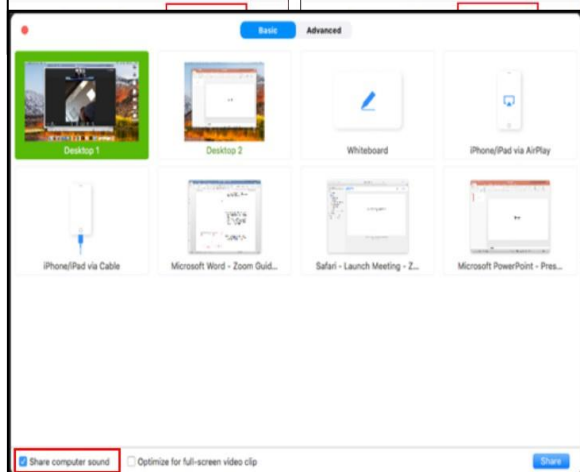 Basic Advanced
Desktop 1 Desktop 2 Whiteboard iPhone/iPad via AirPlay
iPhone/iPad via Cable Microsoft Word - Zoom Guid... Safari - Launch Meeting - Z... Microsoft PowerPoint - Pres...
Share computer sound Optimize for full-screen video clip Share